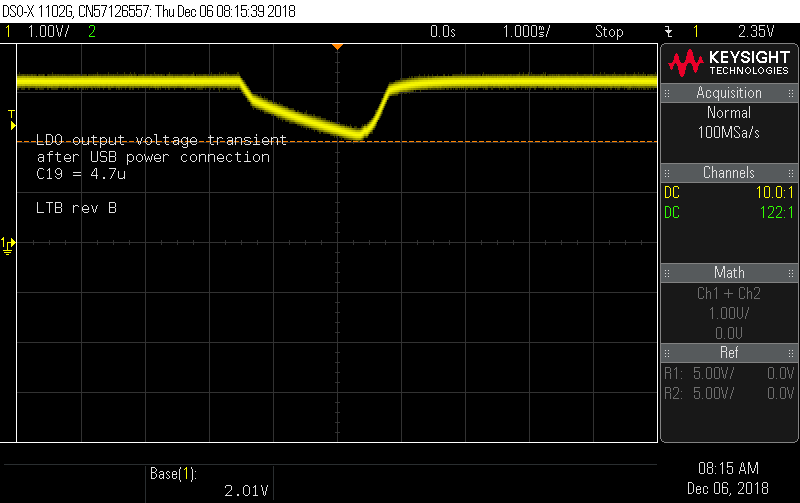 DSO-X 1102G, CN57126557: Thu Dec 06 08:15:39 2018
1 1.00V/ 2 0.0s 1.000s/ Stop 1 2.35V
KEYSIGHT
TECHNOLOGIES
Acquisition
Normal
100MSa/s
Channels
DC 10.0:1
DC 122:1
Math
Ch1 + Ch2
1.00V/
0.0V
Ref
R1: 5.00V/ 0.0V
R2: 5.00V/ 0.0V
T
LDO output voltage transient
after USB power connection
C19 = 4.7u
LTB rev B
1
Base(1):
2.01V
08:15 AM
Dec 06, 2018